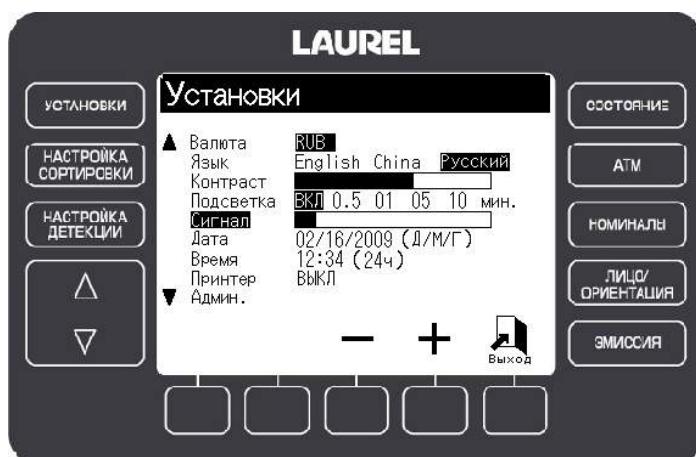 LAUREL
УСТАНОВКИ
НАСТРОЙКА
СОРТИРОВКИ
НАСТРОЙКА
ДЕТЕКЦИИ
Установки
Валюта RUB
Язык English China Русский
Контраст
Подсветка ВКЛ 0.5 01 05 10 мин.
Сигнал
Дата 02/16/2009 (Д/М/Г)
Время 12:34 (24ч)
Принтер ВЫКЛ
Админ.
− +
Выход
СОСТОЯНИЕ
ATM
НОМИНАЛЫ
ЛИЦО/
ОРИЕНТАЦИЯ
ЭМИССИЯ